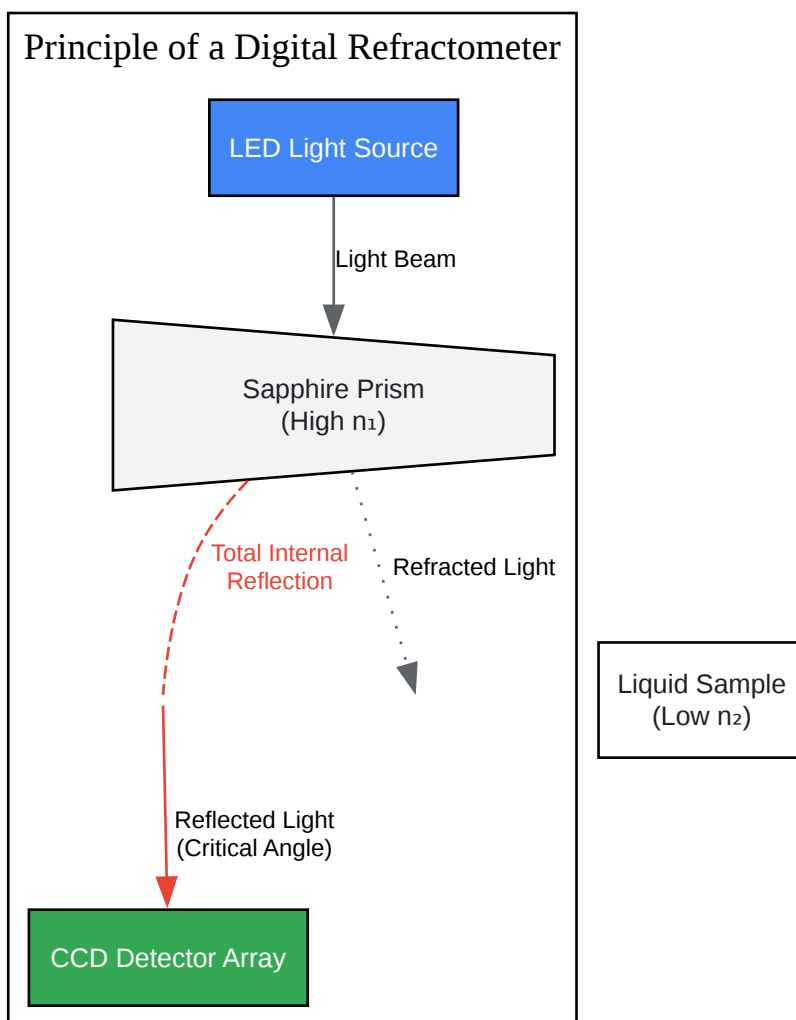 Principle of a Digital Refractometer
LED Light Source
Light Beam
Sapphire Prism
(High n₁)
Total Internal
Reflection
Refracted Light
Liquid Sample
(Low n₂)
Reflected Light
(Critical Angle)
CCD Detector Array